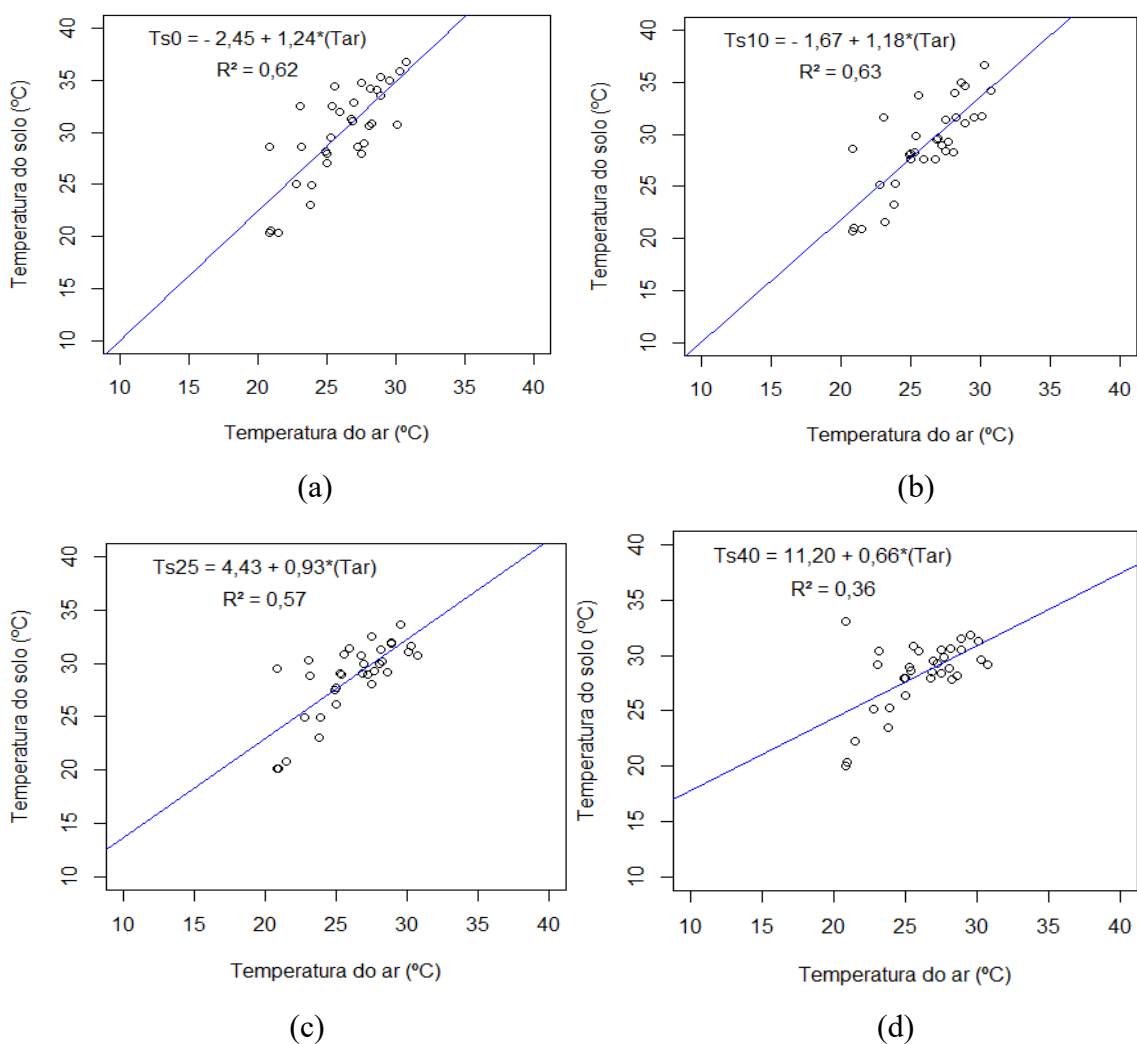 Ts0 = - 2,45 + 1,24*(Tar)
R² = 0,62
Temperatura do solo (ºC)
40
35
30
25
20
15
10
10 15 20 25 30 35 40
Temperatura do ar (ºC)
(a)
Ts10 = - 1,67 + 1,18*(Tar)
R² = 0,63
Temperatura do solo (ºC)
40
35
30
25
20
15
10
10 15 20 25 30 35 40
Temperatura do ar (ºC)
(b)
Ts25 = 4,43 + 0,93*(Tar)
R² = 0,57
Temperatura do solo (ºC)
40
35
30
25
20
15
10
10 15 20 25 30 35 40
Temperatura do ar (ºC)
(c)
Ts40 = 11,20 + 0,66*(Tar)
R² = 0,36
Temperatura do solo (ºC)
40
35
30
25
20
15
10
10 15 20 25 30 35 40
Temperatura do ar (ºC)
(d)